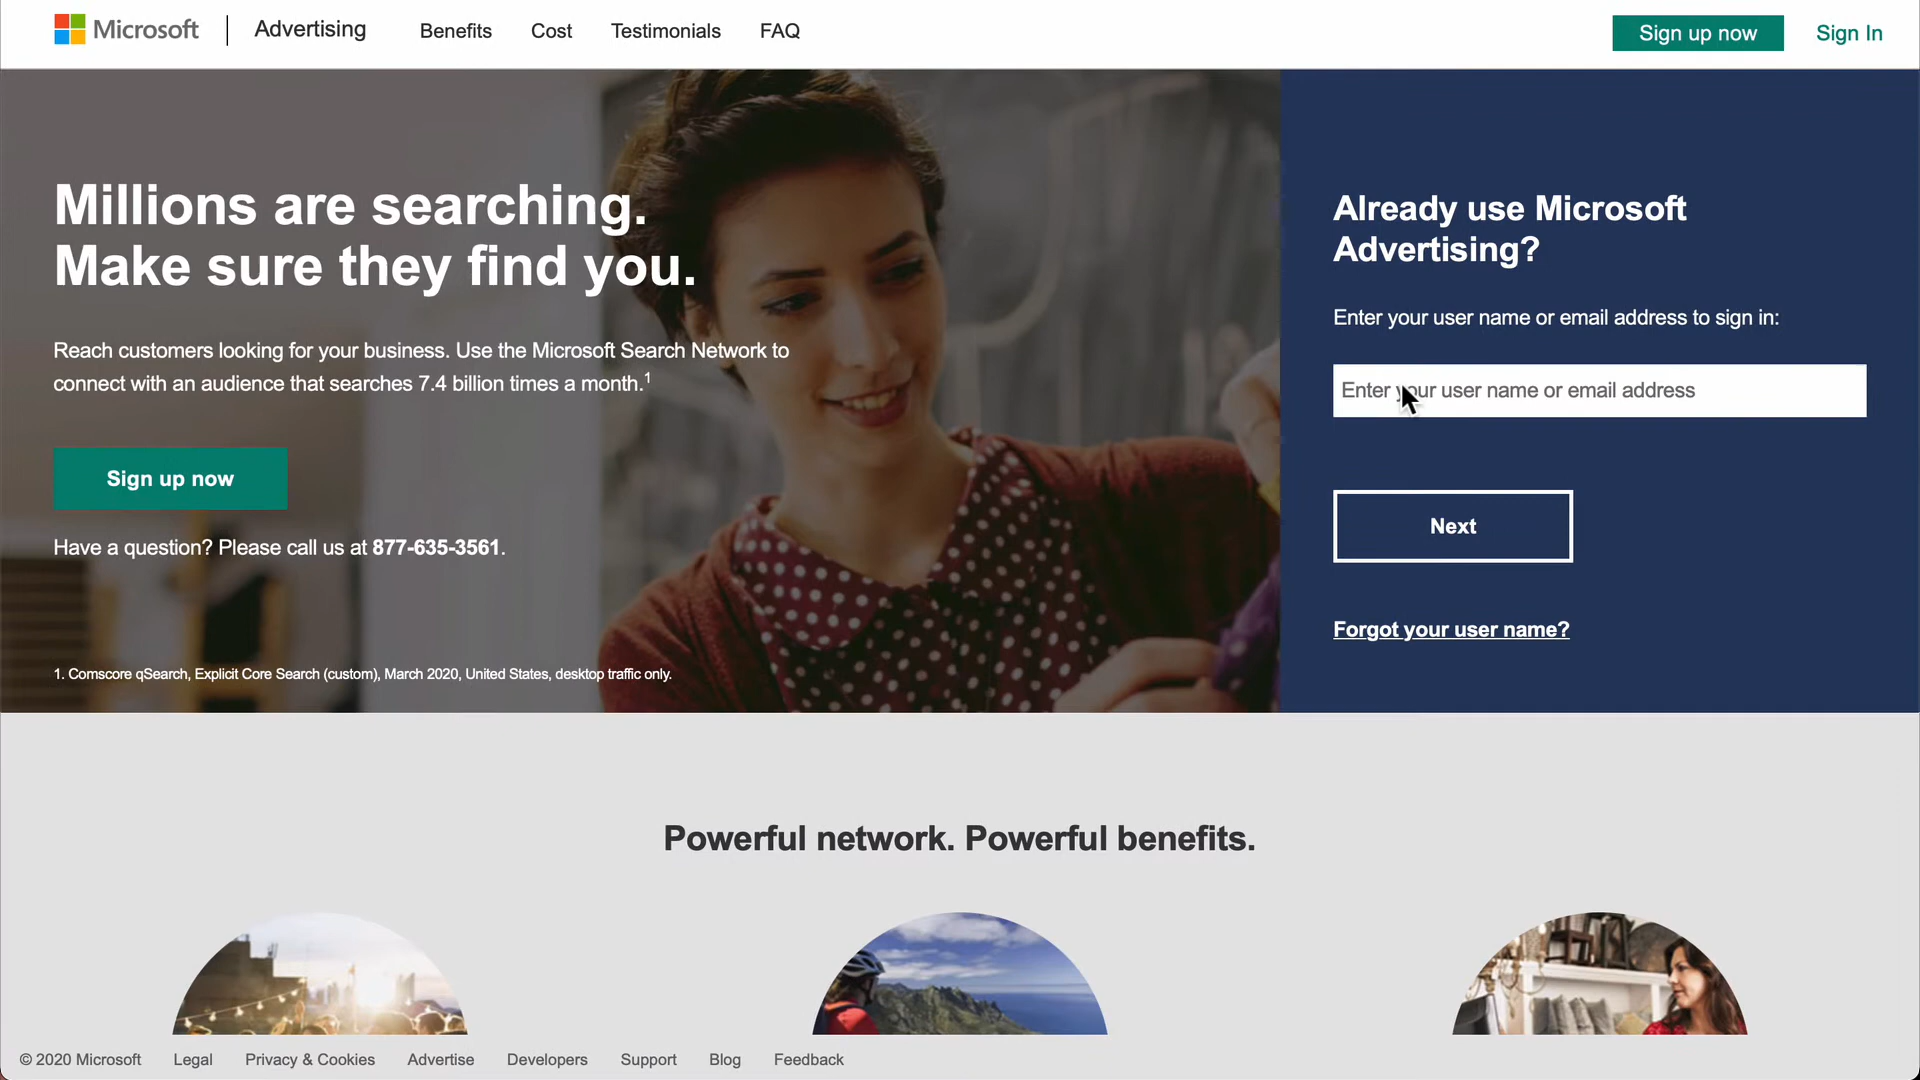 Microsoft
Advertising
Benefits
Cost
Testimonials
FAQ
Sign up now
Sign In
Millions are searching.
Make sure they find you.
Reach customers looking for your business. Use the Microsoft Search Network to
connect with an audience that searches 7.4 billion times a month.1
Sign up now
Have a question? Please call us at 877-635-3561.
1. Comscore qSearch, Explicit Core Search (custom), March 2020, United States, desktop traffic only.
Already use Microsoft
Advertising?
Enter your user name or email address to sign in:
Enter your user name or email address
Next
Forgot your user name?
Powerful network. Powerful benefits.
© 2020 Microsoft
Legal
Privacy & Cookies
Advertise
Developers
Support
Blog
Feedback